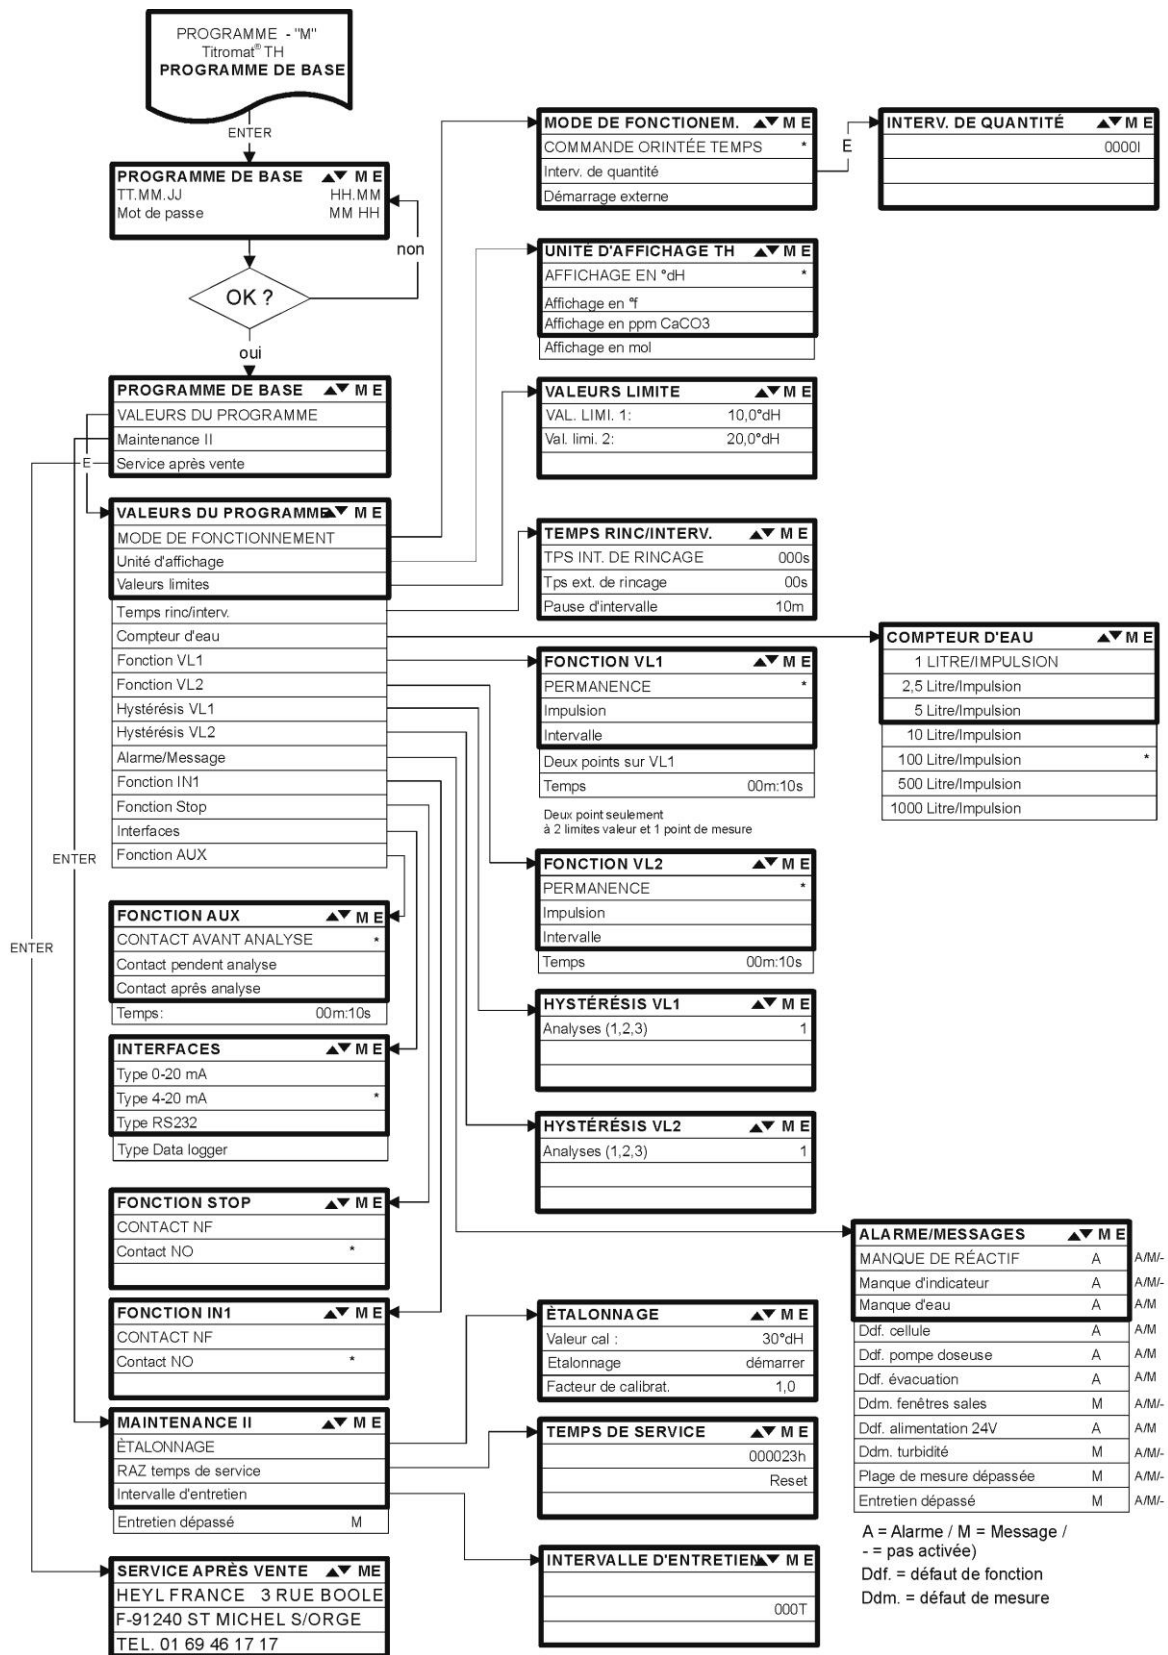 PROGRAMME - "M"
Titromat® TH
PROGRAMME DE BASE
ENTER
PROGRAMME DE BASE ▲▼ M E
TT.MM.JJ HH.MM
Mot de passe MM HH
non
OK ?
oui
PROGRAMME DE BASE ▲▼ M E
VALEURS DU PROGRAMME
Maintenance II
Service après vente
E
VALEURS DU PROGRAMME ▲▼ M E
MODE DE FONCTIONNEMENT
Unité d'affichage
Valeurs limites
Temps rinc/interv.
Compteur d'eau
Fonction VL1
Fonction VL2
Hystérésis VL1
Hystérésis VL2
Alarme/Message
Fonction IN1
Fonction Stop
Interfaces
Fonction AUX
ENTER
ENTER
FONCTION AUX ▲▼ M E
CONTACT AVANT ANALYSE *
Contact pendent analyse
Contact après analyse
Temps: 00m:10s
INTERFACES ▲▼ M E
Type 0-20 mA
Type 4-20 mA *
Type RS232
Type Data logger
FONCTION STOP ▲▼ M E
CONTACT NF
Contact NO *
FONCTION IN1 ▲▼ M E
CONTACT NF
Contact NO *
MAINTENANCE II ▲▼ M E
ÈTALONNAGE
RAZ temps de service
Intervalle d'entretien
Entretien dépassé M
SERVICE APRÈS VENTE ▲▼ ME
HEYL FRANCE 3 RUE BOOLE
F-91240 ST MICHEL S/ORGE
TEL. 01 69 46 17 17
MODE DE FONCTIONEM. ▲▼ M E
COMMANDE ORINTÉE TEMPS *
Interv. de quantité
Démarrage externe
E
INTERV. DE QUANTITÉ ▲▼ M E
0000l
UNITÈ D'AFFICHAGE TH ▲▼ M E
AFFICHAGE EN °dH *
Affichage en °f
Affichage en ppm CaCO3
Affichage en mol
VALEURS LIMITE ▲▼ M E
VAL. LIMI. 1: 10,0°dH
Val. limi. 2: 20,0°dH
TEMPS RINC/INTERV. ▲▼ M E
TPS INT. DE RINCAGE 000s
Tps ext. de rincage 00s
Pause d'intervalle 10m
COMPTEUR D'EAU ▲▼ M E
1 LITRE/IMPULSION
2,5 Litre/Impulsion
5 Litre/Impulsion
10 Litre/Impulsion
100 Litre/Impulsion *
500 Litre/Impulsion
1000 Litre/Impulsion
FONCTION VL1 ▲▼ M E
PERMANENCE *
Impulsion
Intervalle
Deux points sur VL1
Temps 00m:10s
Deux point seulement
à 2 limites valeur et 1 point de mesure
FONCTION VL2 ▲▼ M E
PERMANENCE *
Impulsion
Intervalle
Temps 00m:10s
HYSTÉRÉSIS VL1 ▲▼ M E
Analyses (1,2,3) 1
HYSTÉRÉSIS VL2 ▲▼ M E
Analyses (1,2,3) 1
ALARME/MESSAGES ▲▼ M E
MANQUE DE RÉACTIF A A/M/-
Manque d'indicateur A A/M/-
Manque d'eau A A/M
Ddf. cellule A A/M
Ddf. pompe doseuse A A/M
Ddf. évacuation A A/M
Ddm. fenêtres sales M A/M/-
Ddf. alimentation 24V A A/M
Ddm. turbidité M A/M/-
Plage de mesure dépassée M A/M/-
Entretien dépassé M A/M/-
A = Alarme / M = Message /
- = pas activée)
Ddf. = défaut de fonction
Ddm. = défaut de mesure
ÈTALONNAGE ▲▼ M E
Valeur cal : 30°dH
Etalonnage démarrer
Facteur de calibrat. 1,0
TEMPS DE SERVICE ▲▼ M E
000023h
Reset
INTERVALLE D'ENTRETIEN ▲▼ M E
000T